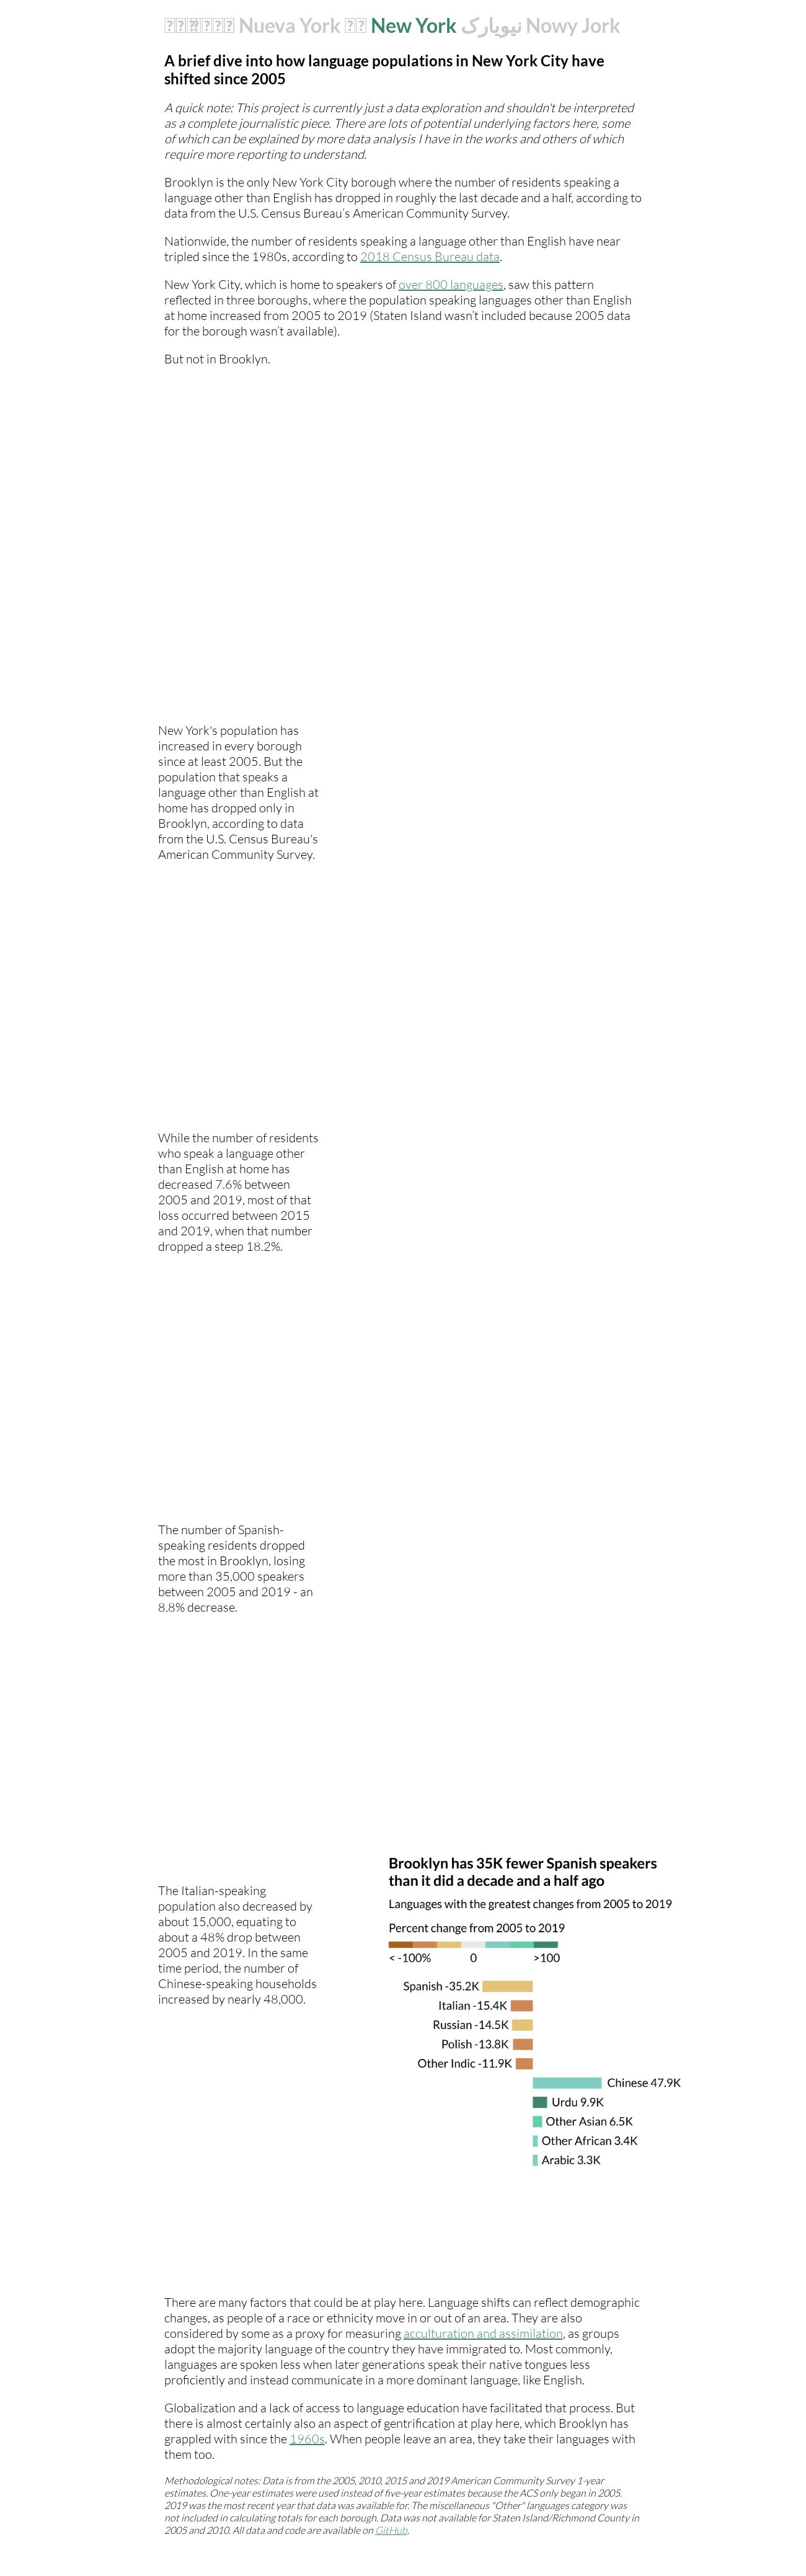 Nueva York New York نیویارک Nowy Jork
A brief dive into how language populations in New York City have
shifted since 2005
A quick note: This project is currently just a data exploration and shouldn't be interpreted
as a complete journalistic piece. There are lots of potential underlying factors here, some
of which can be explained by more data analysis I have in the works and others of which
require more reporting to understand.
Brooklyn is the only New York City borough where the number of residents speaking a
language other than English has dropped in roughly the last decade and a half, according to
data from the U.S. Census Bureau's American Community Survey.
Nationwide, the number of residents speaking a language other than English have near
tripled since the 1980s, according to 2018 Census Bureau data.
New York City, which is home to speakers of over 800 languages, saw this pattern
reflected in three boroughs, where the population speaking languages other than English
at home increased from 2005 to 2019 (Staten Island wasn't included because 2005 data
for the borough wasn't available).
But not in Brooklyn.
New York's population has
increased in every borough
since at least 2005. But the
population that speaks a
language other than English at
home has dropped only in
Brooklyn, according to data
from the U.S. Census Bureau's
American Community Survey.
While the number of residents
who speak a language other
than English at home has
decreased 7.6% between
2005 and 2019, most of that
loss occurred between 2015
and 2019, when that number
dropped a steep 18.2%.
The number of Spanish-
speaking residents dropped
the most in Brooklyn, losing
more than 35,000 speakers
between 2005 and 2019 - an
8.8% decrease.
The Italian-speaking
population also decreased by
about 15,000, equating to
about a 48% drop between
2005 and 2019. In the same
time period, the number of
Chinese-speaking households
increased by nearly 48,000.
Brooklyn has 35K fewer Spanish speakers
than it did a decade and a half ago
Languages with the greatest changes from 2005 to 2019
Percent change from 2005 to 2019
< -100% 0 >100
Spanish -35.2K
Italian -15.4K
Russian -14.5K
Polish -13.8K
Other Indic -11.9K
Chinese 47.9K
Urdu 9.9K
Other Asian 6.5K
Other African 3.4K
Arabic 3.3K
There are many factors that could be at play here. Language shifts can reflect demographic
changes, as people of a race or ethnicity move in or out of an area. They are also
considered by some as a proxy for measuring acculturation and assimilation, as groups
adopt the majority language of the country they have immigrated to. Most commonly,
languages are spoken less when later generations speak their native tongues less
proficiently and instead communicate in a more dominant language, like English.
Globalization and a lack of access to language education have facilitated that process. But
there is almost certainly also an aspect of gentrification at play here, which Brooklyn has
grappled with since the 1960s. When people leave an area, they take their languages with
them too.
Methodological notes: Data is from the 2005, 2010, 2015 and 2019 American Community Survey 1-year
estimates. One-year estimates were used instead of five-year estimates because the ACS only began in 2005.
2019 was the most recent year that data was available for. The miscellaneous "Other" languages category was
not included in calculating totals for each borough. Data was not available for Staten Island/Richmond County in
2005 and 2010. All data and code are available on GitHub.